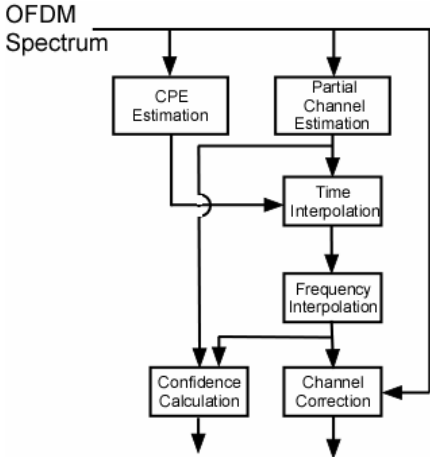 OFDM
Spectrum
CPE
Estimation
Partial
Channel
Estimation
Time
Interpolation
Frequency
Interpolation
Confidence
Calculation
Channel
Correction